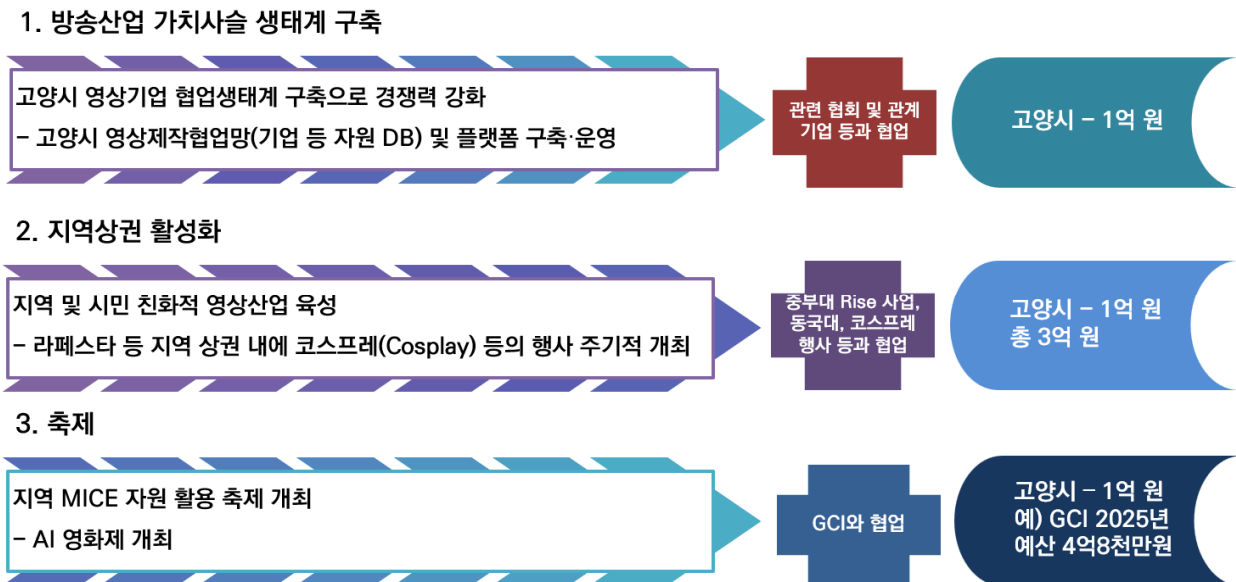 1. 방송산업 가치사슬 생태계 구축
고양시 영상기업 협업생태계 구축으로 경쟁력 강화
- 고양시 영상제작협업망(기업 등 자원 DB) 및 플랫폼 구축·운영
관련 협회 및 관계
기업 등과 협업
고양시 - 1억 원
2. 지역상권 활성화
지역 및 시민 친화적 영상산업 육성
- 라페스타 등 지역 상권 내에 코스프레(Cosplay) 등의 행사 주기적 개최
중부대 Rise 사업,
동국대, 코스프레
행사 등과 협업
고양시 - 1억 원
총 3억 원
3. 축제
지역 MICE 자원 활용 축제 개최
- AI 영화제 개최
GCI와 협업
고양시 - 1억 원
예) GCI 2025년
예산 4억8천만원